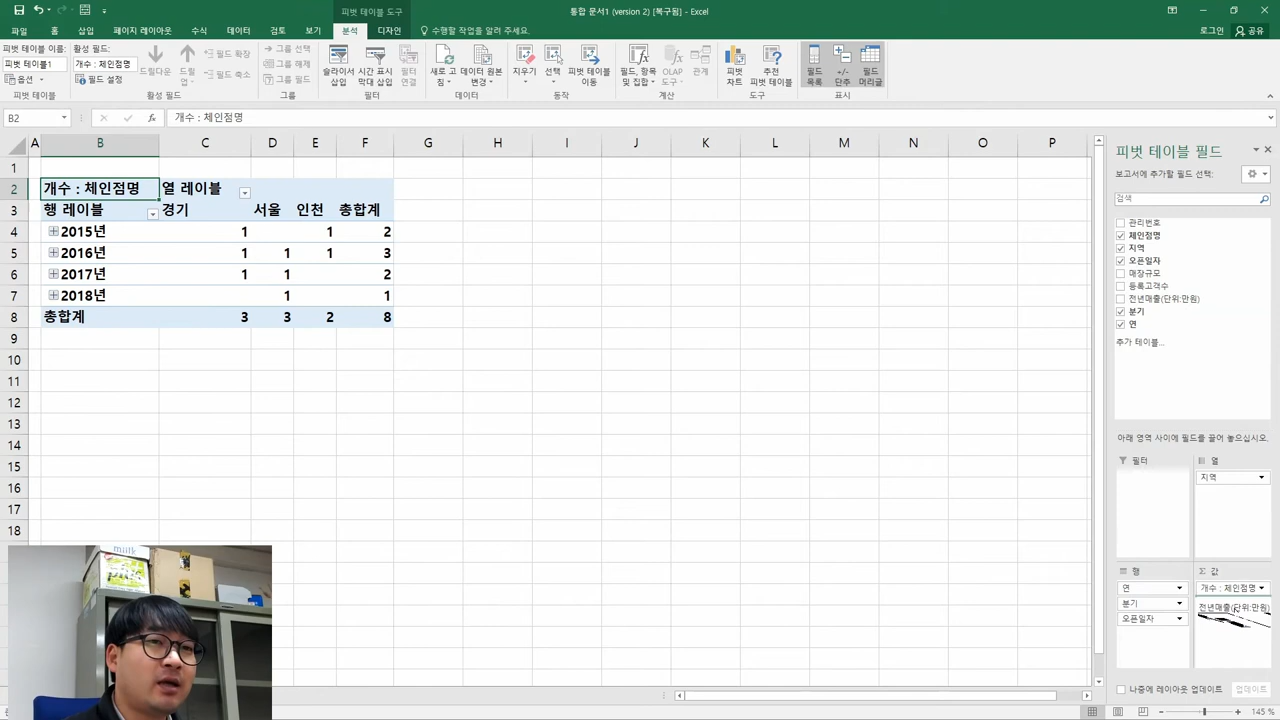 통합 문서1 (version 2) [복구됨] - Excel
피벗 테이블 도구
파일 홈 삽입 페이지 레이아웃 수식 데이터 검토 보기 분석 디자인 수행할 작업을 알려 주세요. 로그인 공유
피벗 테이블 이름: 활성 필드:
피벗 테이블1 개수 : 체인점명
옵션 필드 설정
드릴다운 드릴 업
필드 확장
필드 축소
그룹 선택
그룹 해제
그룹 필드
슬라이서 삽입
시간 표시 막대 삽입
필터 연결
새로 고침
데이터 원본 변경
지우기
선택
피벗 테이블 이동
필드, 항목 및 집합
OLAP 도구
관계
피벗 차트
추천 피벗 테이블
필드 목록
+/- 단추
필드 머리글
피벗 테이블 활성 필드 그룹 필터 데이터 동작 계산 도구 표시
B2 fx 개수 : 체인점명
A B C D E F G H I J K L M N O P
1
2 개수 : 체인점명 열 레이블
3 행 레이블 경기 서울 인천 총합계
4 2015년 1 1 2
5 2016년 1 1 1 3
6 2017년 1 1 2
7 2018년 1 1
8 총합계 3 3 2 8
9
10
11
12
13
14
15
16
17
18
피벗 테이블 필드
보고서에 추가할 필드 선택:
검색
관리번호
체인점명
지역
오픈일자
매장규모
등록고객수
전년매출(단위:만원)
분기
연
추가 테이블...
아래 영역 사이에 필드를 끌어 놓으십시오.
필터 열
지역
행 Σ 값
연 개수 : 체인점명
분기 전년매출(단위:만원)
오픈일자
나중에 레이아웃 업데이트 업데이트
145 %
milk